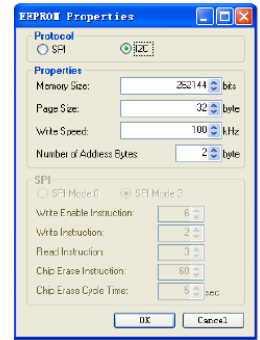 EEPROM Properties
Protocol
SPI I2C
Properties
Memory Size: 262144 bits
Page Size: 32 byte
Write Speed: 100 kHz
Number of Address Bytes: 2 byte
SPI
SPI Mode 0 SPI Mode 3
Write Enable Instruction: 6
Write Instruction: 2
Read Instruction: 3
Chip Erase Instruction: 60
Chip Erase Cycle Time: 5 sec
OK Cancel